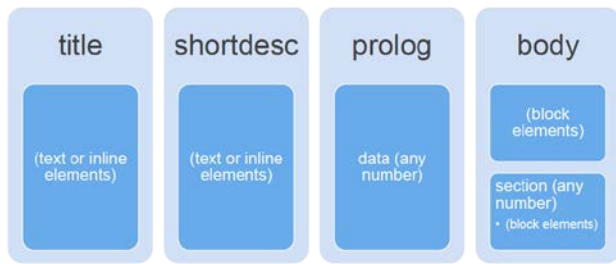 title
(text or inline
elements)
shortdesc
(text or inline
elements)
prolog
data (any
number)
body
(block
elements)
section (any
number)
• (block elements)